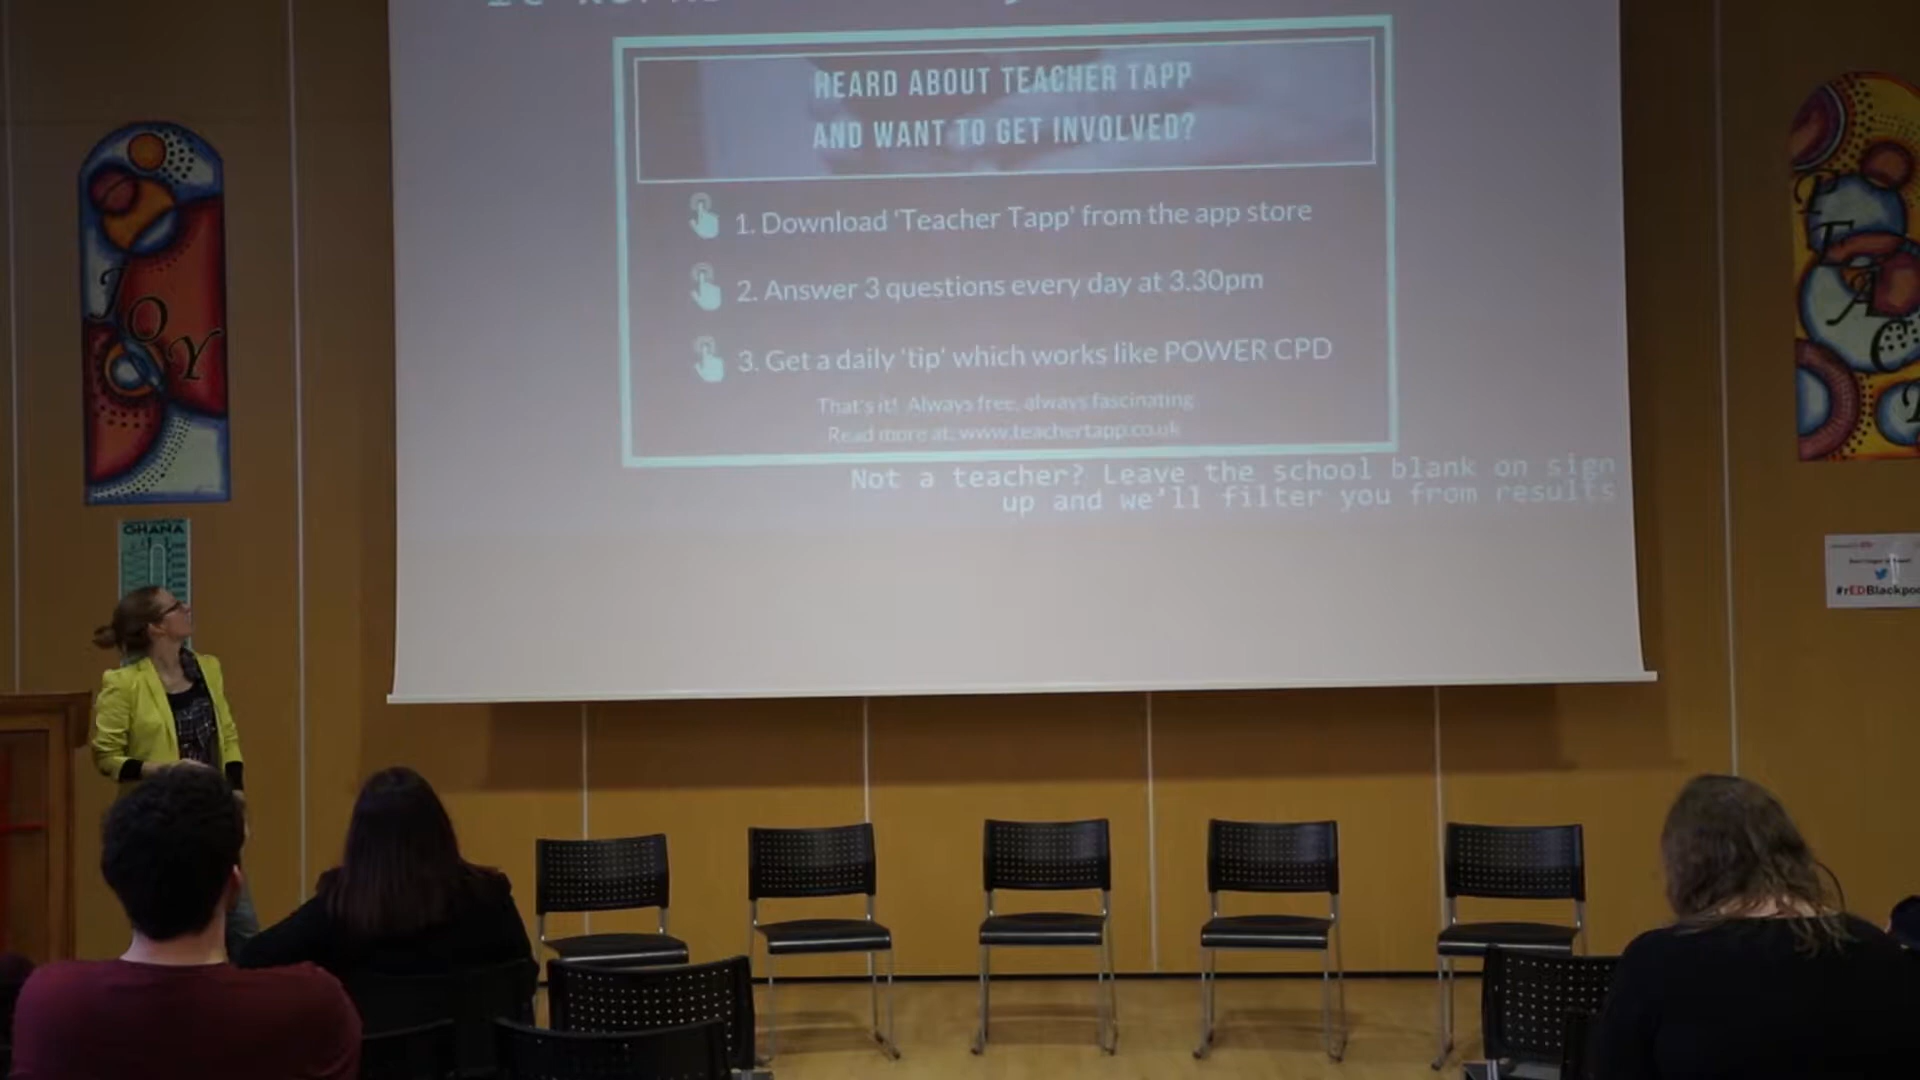 HEARD ABOUT TEACHER TAPP
AND WANT TO GET INVOLVED?
1. Download 'Teacher Tapp' from the app store
2. Answer 3 questions every day at 3.30pm
3. Get a daily 'tip' which works like POWER CPD
That's it! Always free, always fascinating
Read more at: www.teachertapp.co.uk
Not a teacher? Leave the school blank on sign
up and we'll filter you from results
JOY
GHANA
#rEDBlackpo